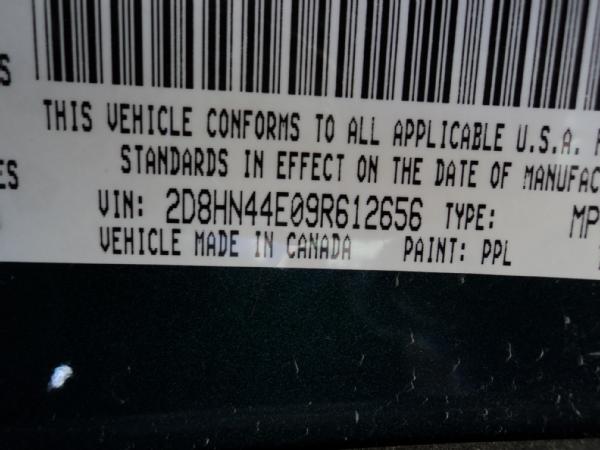 S
THIS VEHICLE CONFORMS TO ALL APPLICABLE U.S.A. F
STANDARDS IN EFFECT ON THE DATE OF MANUFAC
ES
VIN: 2D8HN44E09R612656 TYPE: MP
VEHICLE MADE IN CANADA PAINT: PPL